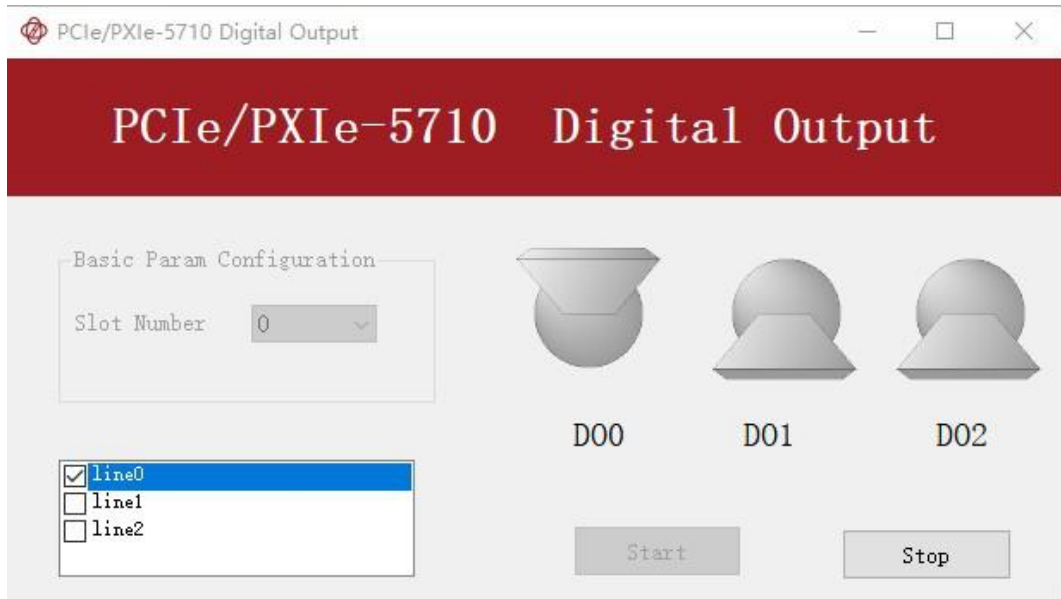 PCIe/PXIe-5710 Digital Output
PCIe/PXIe-5710 Digital Output
Basic Param Configuration
Slot Number 0
DO0 DO1 DO2
line0
line1
line2
Start Stop